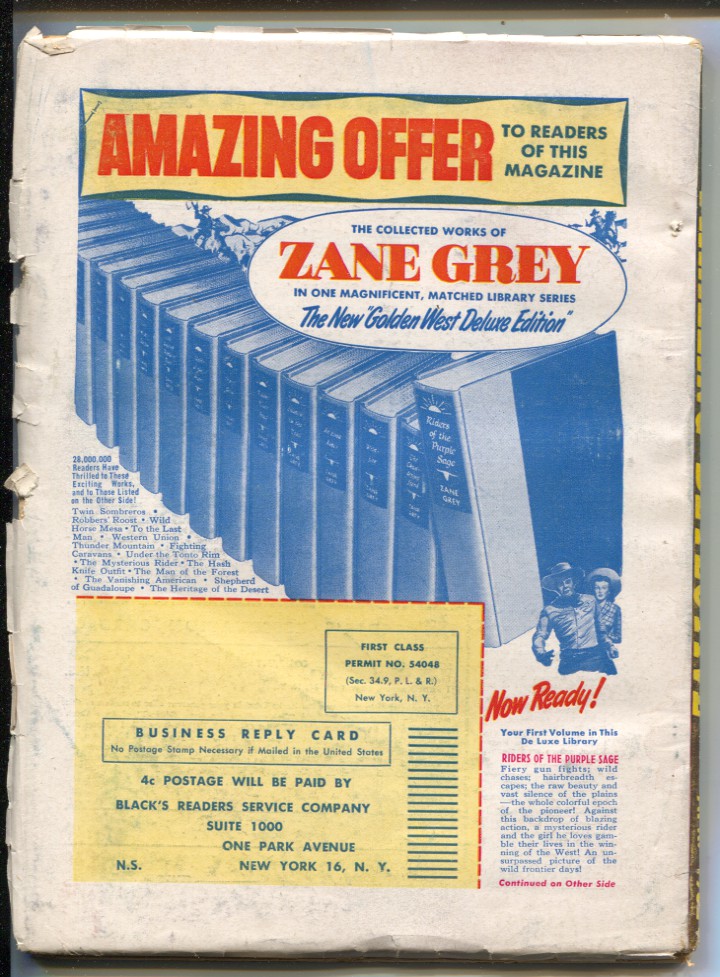 AMAZING OFFER
TO READERS
OF THIS
MAGAZINE
THE COLLECTED WORKS OF
ZANE GREY
IN ONE MAGNIFICENT, MATCHED LIBRARY SERIES
The New "Golden West Deluxe Edition"
Riders
of the
Purple
Sage
ZANE
GREY
28,000,000
Readers Have
Thrilled to These
Exciting Works,
and to Those Listed
on the Other Side!
Twin Sombreros •
Robbers' Roost • Wild
Horse Mesa • To the Last
Man • Western Union •
Thunder Mountain • Fighting
Caravans • Under the Tonto Rim
• The Mysterious Rider • The Hash
Knife Outfit • The Man of the Forest
• The Vanishing American • Shepherd
of Guadaloupe • The Heritage of the Desert
FIRST CLASS
PERMIT NO. 54048
(Sec. 34.9, P. L. & R.)
New York, N. Y.
BUSINESS REPLY CARD
No Postage Stamp Necessary if Mailed in the United States
4c POSTAGE WILL BE PAID BY
BLACK'S READERS SERVICE COMPANY
SUITE 1000
ONE PARK AVENUE
N.S. NEW YORK 16, N. Y.
Now Ready!
Your First Volume in This
De Luxe Library
RIDERS OF THE PURPLE SAGE
Fiery gun fights; wild
chases; hairbreadth es-
capes; the raw beauty and
vast silence of the plains
—the whole colorful epoch
of the pioneer! Against
this backdrop of blazing
action, a mysterious rider
and the girl he loves gam-
ble their lives in the win-
ning of the West! An un-
surpassed picture of the
wild frontier days!
Continued on Other Side